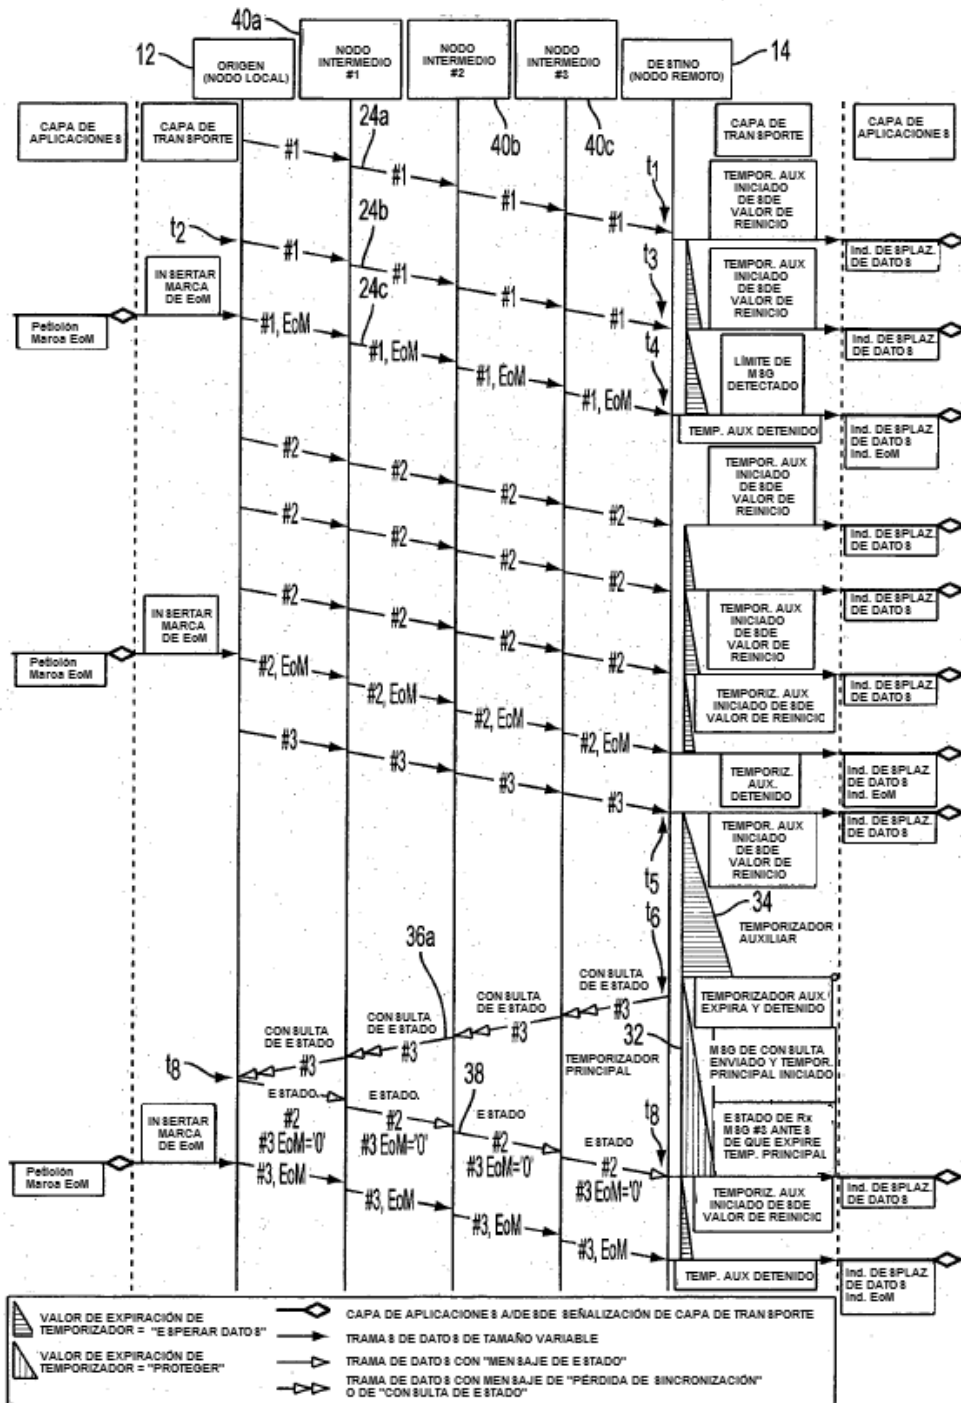 40a
12
ORIGEN
(NODO LOCAL)
NODO
INTERMEDIO
#1
NODO
INTERMEDIO
#2
NODO
INTERMEDIO
#3
DESTINO
(NODO REMOTO)
14
40b
40c
CAPA DE
APLICACIONES
CAPA DE
TRANSPORTE
CAPA DE
TRANSPORTE
CAPA DE
APLICACIONES
#1
24a
#1
#1
#1
t1
TEMPOR. AUX
INICIADO
DESDE
VALOR DE
REINICIO
Ind. DESPLAZ.
DE DATOS
t2
#1
24b
#1
#1
#1
t3
TEMPOR. AUX
INICIADO
DESDE
VALOR DE
REINICIO
Ind. DESPLAZ.
DE DATOS
INSERTAR
MARCA
DE EoM
Petición
Marca EoM
#1, EoM
24c
#1, EoM
#1, EoM
#1, EoM
t4
LÍMITE DE
MSG
DETECTADO
TEMP. AUX DETENIDO
Ind. DESPLAZ
DE DATOS
Ind. EoM
#2
#2
#2
#2
TEMPOR. AUX
INICIADO
DESDE
VALOR DE
REINICIO
Ind. DESPLAZ.
DE DATOS
#2
#2
#2
#2
Ind. DESPLAZ.
DE DATOS
#2
#2
#2
#2
TEMPOR. AUX
INICIADO
DESDE
VALOR DE
REINICIO
Ind. DESPLAZ.
DE DATOS
INSERTAR
MARCA
DE EoM
Petición
Marca EoM
#2, EoM
#2, EoM
#2, EoM
#2, EoM
TEMPORIZ. AUX
INICIADO DESDE
VALOR DE REINICIO
TEMPORIZ.
AUX.
DETENIDO
Ind. DESPLAZ
DE DATOS
Ind. EoM
#3
#3
#3
#3
t5
Ind. DESPLAZ.
DE DATOS
TEMPOR. AUX
INICIADO
DESDE
VALOR DE
REINICIO
34
TEMPORIZADOR
AUXILIAR
t6
TEMPORIZADOR AUX.
EXPIRA Y DETENIDO
CONSULTA
DE ESTADO
#3
CONSULTA
DE ESTADO
#3
36a
CONSULTA
DE ESTADO
#3
CONSULTA
DE ESTADO
#3
32
TEMPORIZADOR
PRINCIPAL
MSG DE CONSULTA
ENVIADO Y TEMPOR.
PRINCIPAL INICIADO
t8
ESTADO.
#2
#3 EoM='0'
ESTADO.
#2
#3 EoM='0'
38
ESTADO
#2
#3 EoM='0'
ESTADO
#2
#3 EoM='0'
t8
ESTADO DE Rx
MSG #3 ANTES
DE QUE EXPIRE
TEMP. PRINCIPAL
INSERTAR
MARCA
DE EoM
Petición
Marca EoM
#3, EoM
#3, EoM
#3, EoM
#3, EoM
TEMPORIZ. AUX
INICIADO DESDE
VALOR DE REINICIO
Ind. DESPLAZ.
DE DATOS
TEMP. AUX DETENIDO
Ind. DESPLAZ
DE DATOS
Ind. EoM
VALOR DE EXPIRACIÓN DE
TEMPORIZADOR = "ESPERAR DATOS"
VALOR DE EXPIRACIÓN DE
TEMPORIZADOR = "PROTEGER"
CAPA DE APLICACIONES A/DESDE SEÑALIZACIÓN DE CAPA DE TRANSPORTE
TRAMAS DE DATOS DE TAMAÑO VARIABLE
TRAMA DE DATOS CON "MENSAJE DE ESTADO"
TRAMA DE DATOS CON MENSAJE DE "PÉRDIDA DE SINCRONIZACIÓN"
O DE "CONSULTA DE ESTADO"